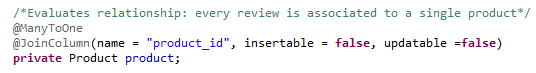 /*Evaluates relationship: every review is associated to a single product*/
@ManyToOne
@JoinColumn(name = "product_id", insertable = false, updatable =false)
private Product product;